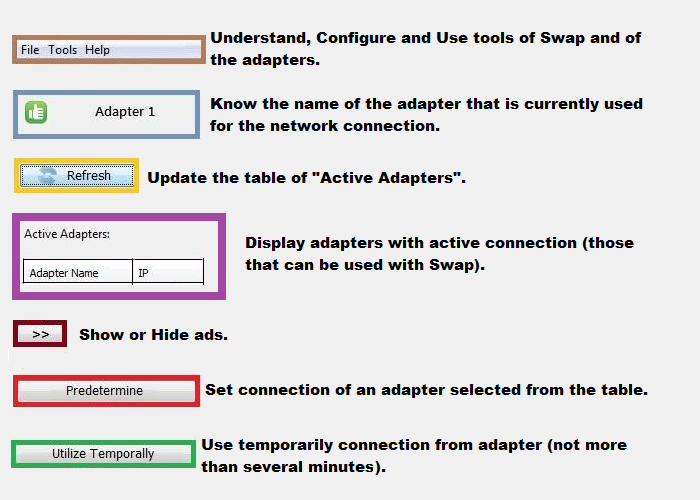 File Tools Help
Understand, Configure and Use tools of Swap and of
the adapters.
Adapter 1
Know the name of the adapter that is currently used
for the network connection.
Refresh
Update the table of "Active Adapters".
Active Adapters:
Adapter Name IP
Display adapters with active connection (those
that can be used with Swap).
>>
Show or Hide ads.
Predetermine
Set connection of an adapter selected from the table.
Utilize Temporally
Use temporarily connection from adapter (not more
than several minutes).